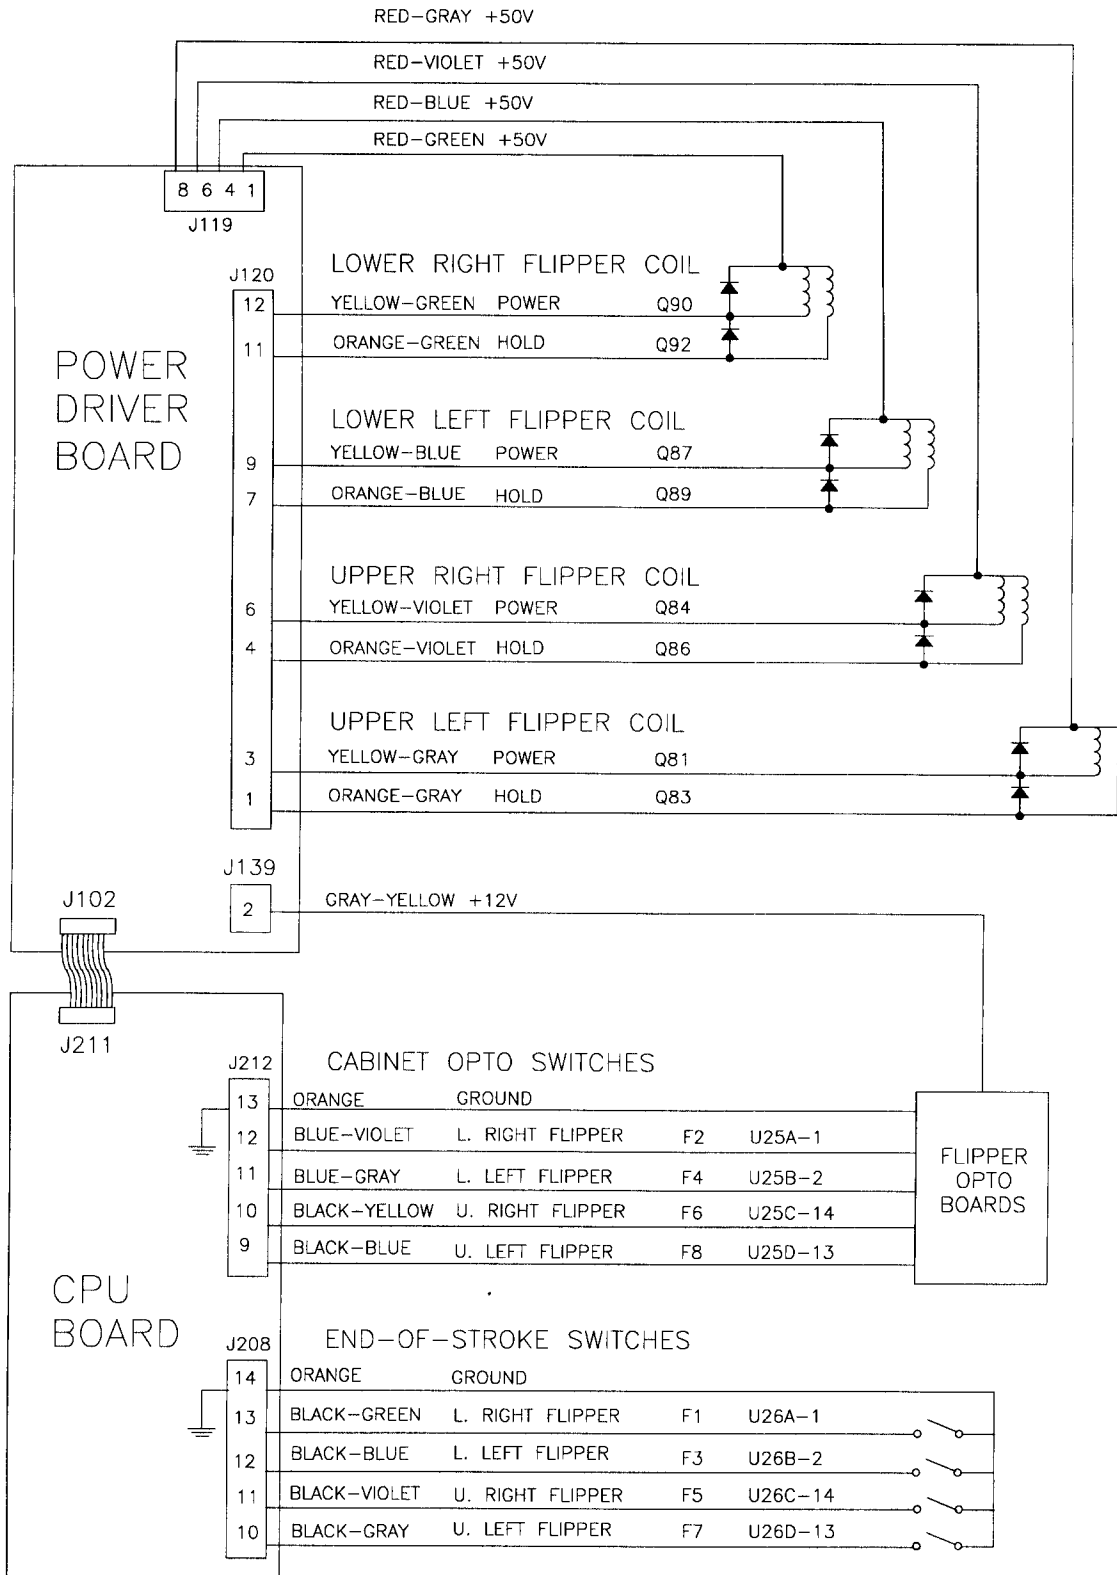 RED-GRAY +50V
RED-VIOLET +50V
RED-BLUE +50V
RED-GREEN +50V
8 6 4 1
J119
POWER
DRIVER
BOARD
J120
LOWER RIGHT FLIPPER COIL
12 YELLOW-GREEN POWER Q90
11 ORANGE-GREEN HOLD Q92
LOWER LEFT FLIPPER COIL
9 YELLOW-BLUE POWER Q87
7 ORANGE-BLUE HOLD Q89
UPPER RIGHT FLIPPER COIL
6 YELLOW-VIOLET POWER Q84
4 ORANGE-VIOLET HOLD Q86
UPPER LEFT FLIPPER COIL
3 YELLOW-GRAY POWER Q81
1 ORANGE-GRAY HOLD Q83
J139
2 GRAY-YELLOW +12V
J102
J211
CPU
BOARD
J212
CABINET OPTO SWITCHES
13 ORANGE GROUND
12 BLUE-VIOLET L. RIGHT FLIPPER F2 U25A-1
11 BLUE-GRAY L. LEFT FLIPPER F4 U25B-2
10 BLACK-YELLOW U. RIGHT FLIPPER F6 U25C-14
9 BLACK-BLUE U. LEFT FLIPPER F8 U25D-13
FLIPPER
OPTO
BOARDS
J208
END-OF-STROKE SWITCHES
14 ORANGE GROUND
13 BLACK-GREEN L. RIGHT FLIPPER F1 U26A-1
12 BLACK-BLUE L. LEFT FLIPPER F3 U26B-2
11 BLACK-VIOLET U. RIGHT FLIPPER F5 U26C-14
10 BLACK-GRAY U. LEFT FLIPPER F7 U26D-13